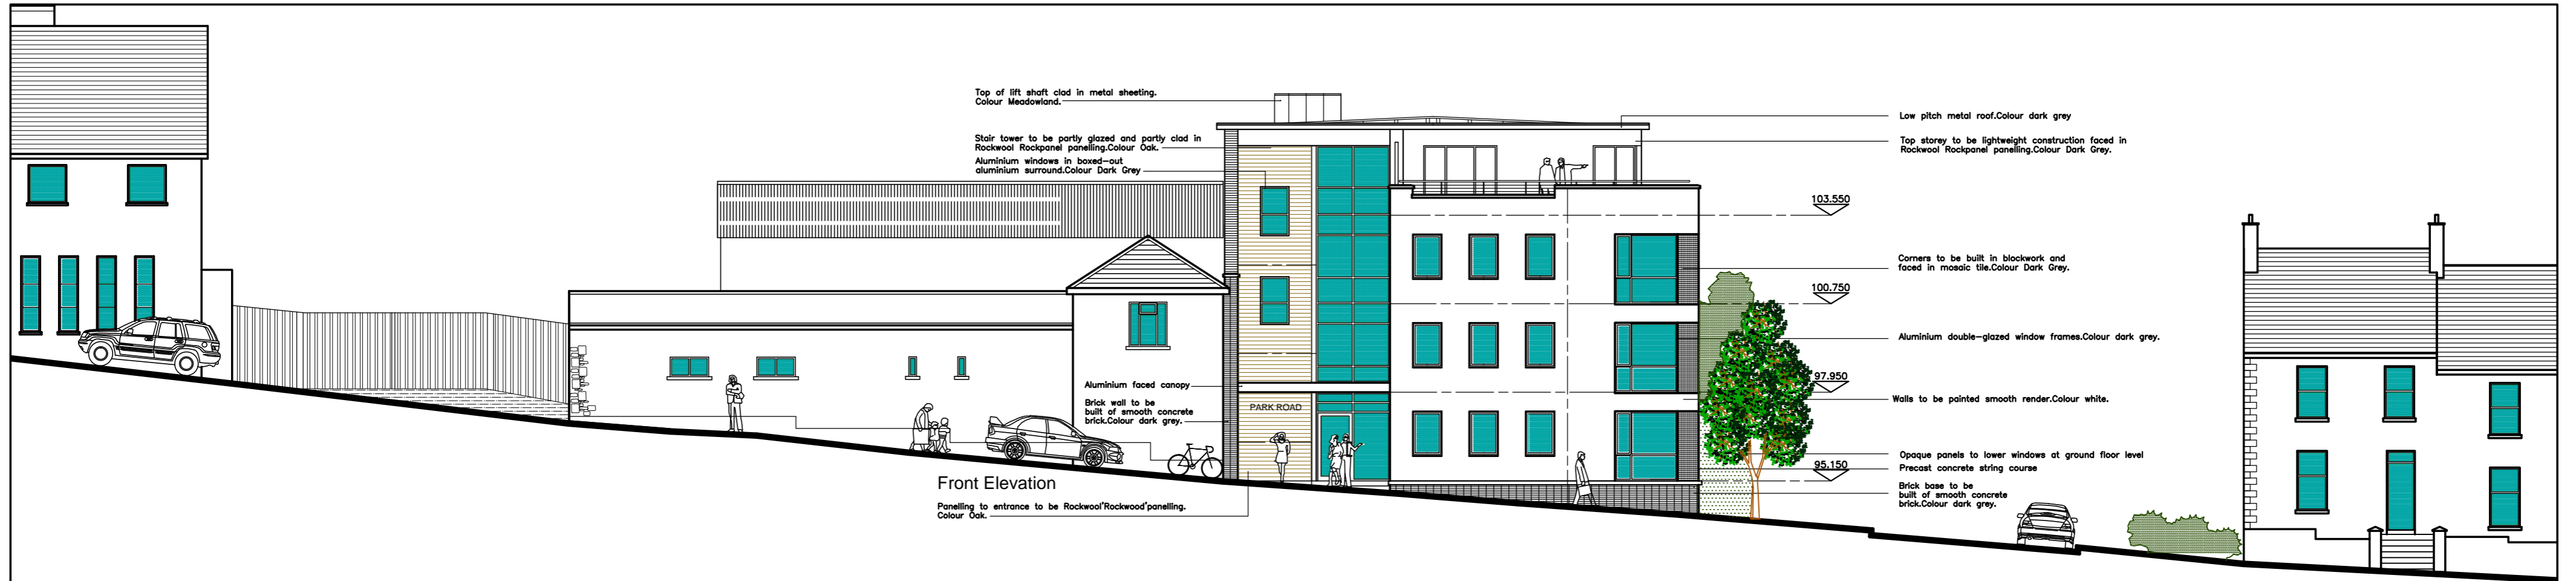 Top of lift shaft clad in metal sheeting.
Colour Meadowland.
Stair tower to be partly glazed and partly clad in
Rockwool Rockpanel panelling.Colour Oak.
Aluminium windows in boxed-out
aluminium surround.Colour Dark Grey
Aluminium faced canopy
Brick wall to be
built of smooth concrete
brick.Colour dark grey.
PARK ROAD
Front Elevation
Panelling to entrance to be Rockwool'Rockwood'panelling.
Colour Oak.
103.550
100.750
97.950
95.150
Low pitch metal roof.Colour dark grey
Top storey to be lightweight construction faced in
Rockwool Rockpanel panelling.Colour Dark Grey.
Corners to be built in blockwork and
faced in mosaic tile.Colour Dark Grey.
Aluminium double-glazed window frames.Colour dark grey.
Walls to be painted smooth render.Colour white.
Opaque panels to lower windows at ground floor level
Precast concrete string course
Brick base to be
built of smooth concrete
brick.Colour dark grey.